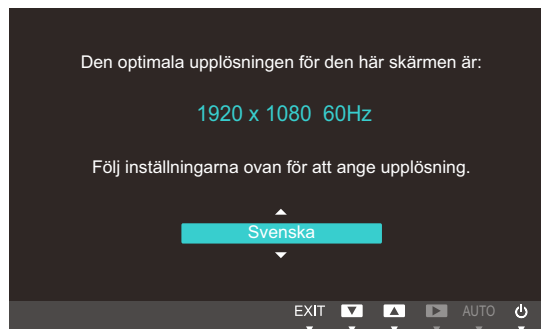 Den optimala upplösningen för den här skärmen är:
1920 x 1080 60Hz
Följ inställningarna ovan för att ange upplösning.
Svenska
EXIT AUTO